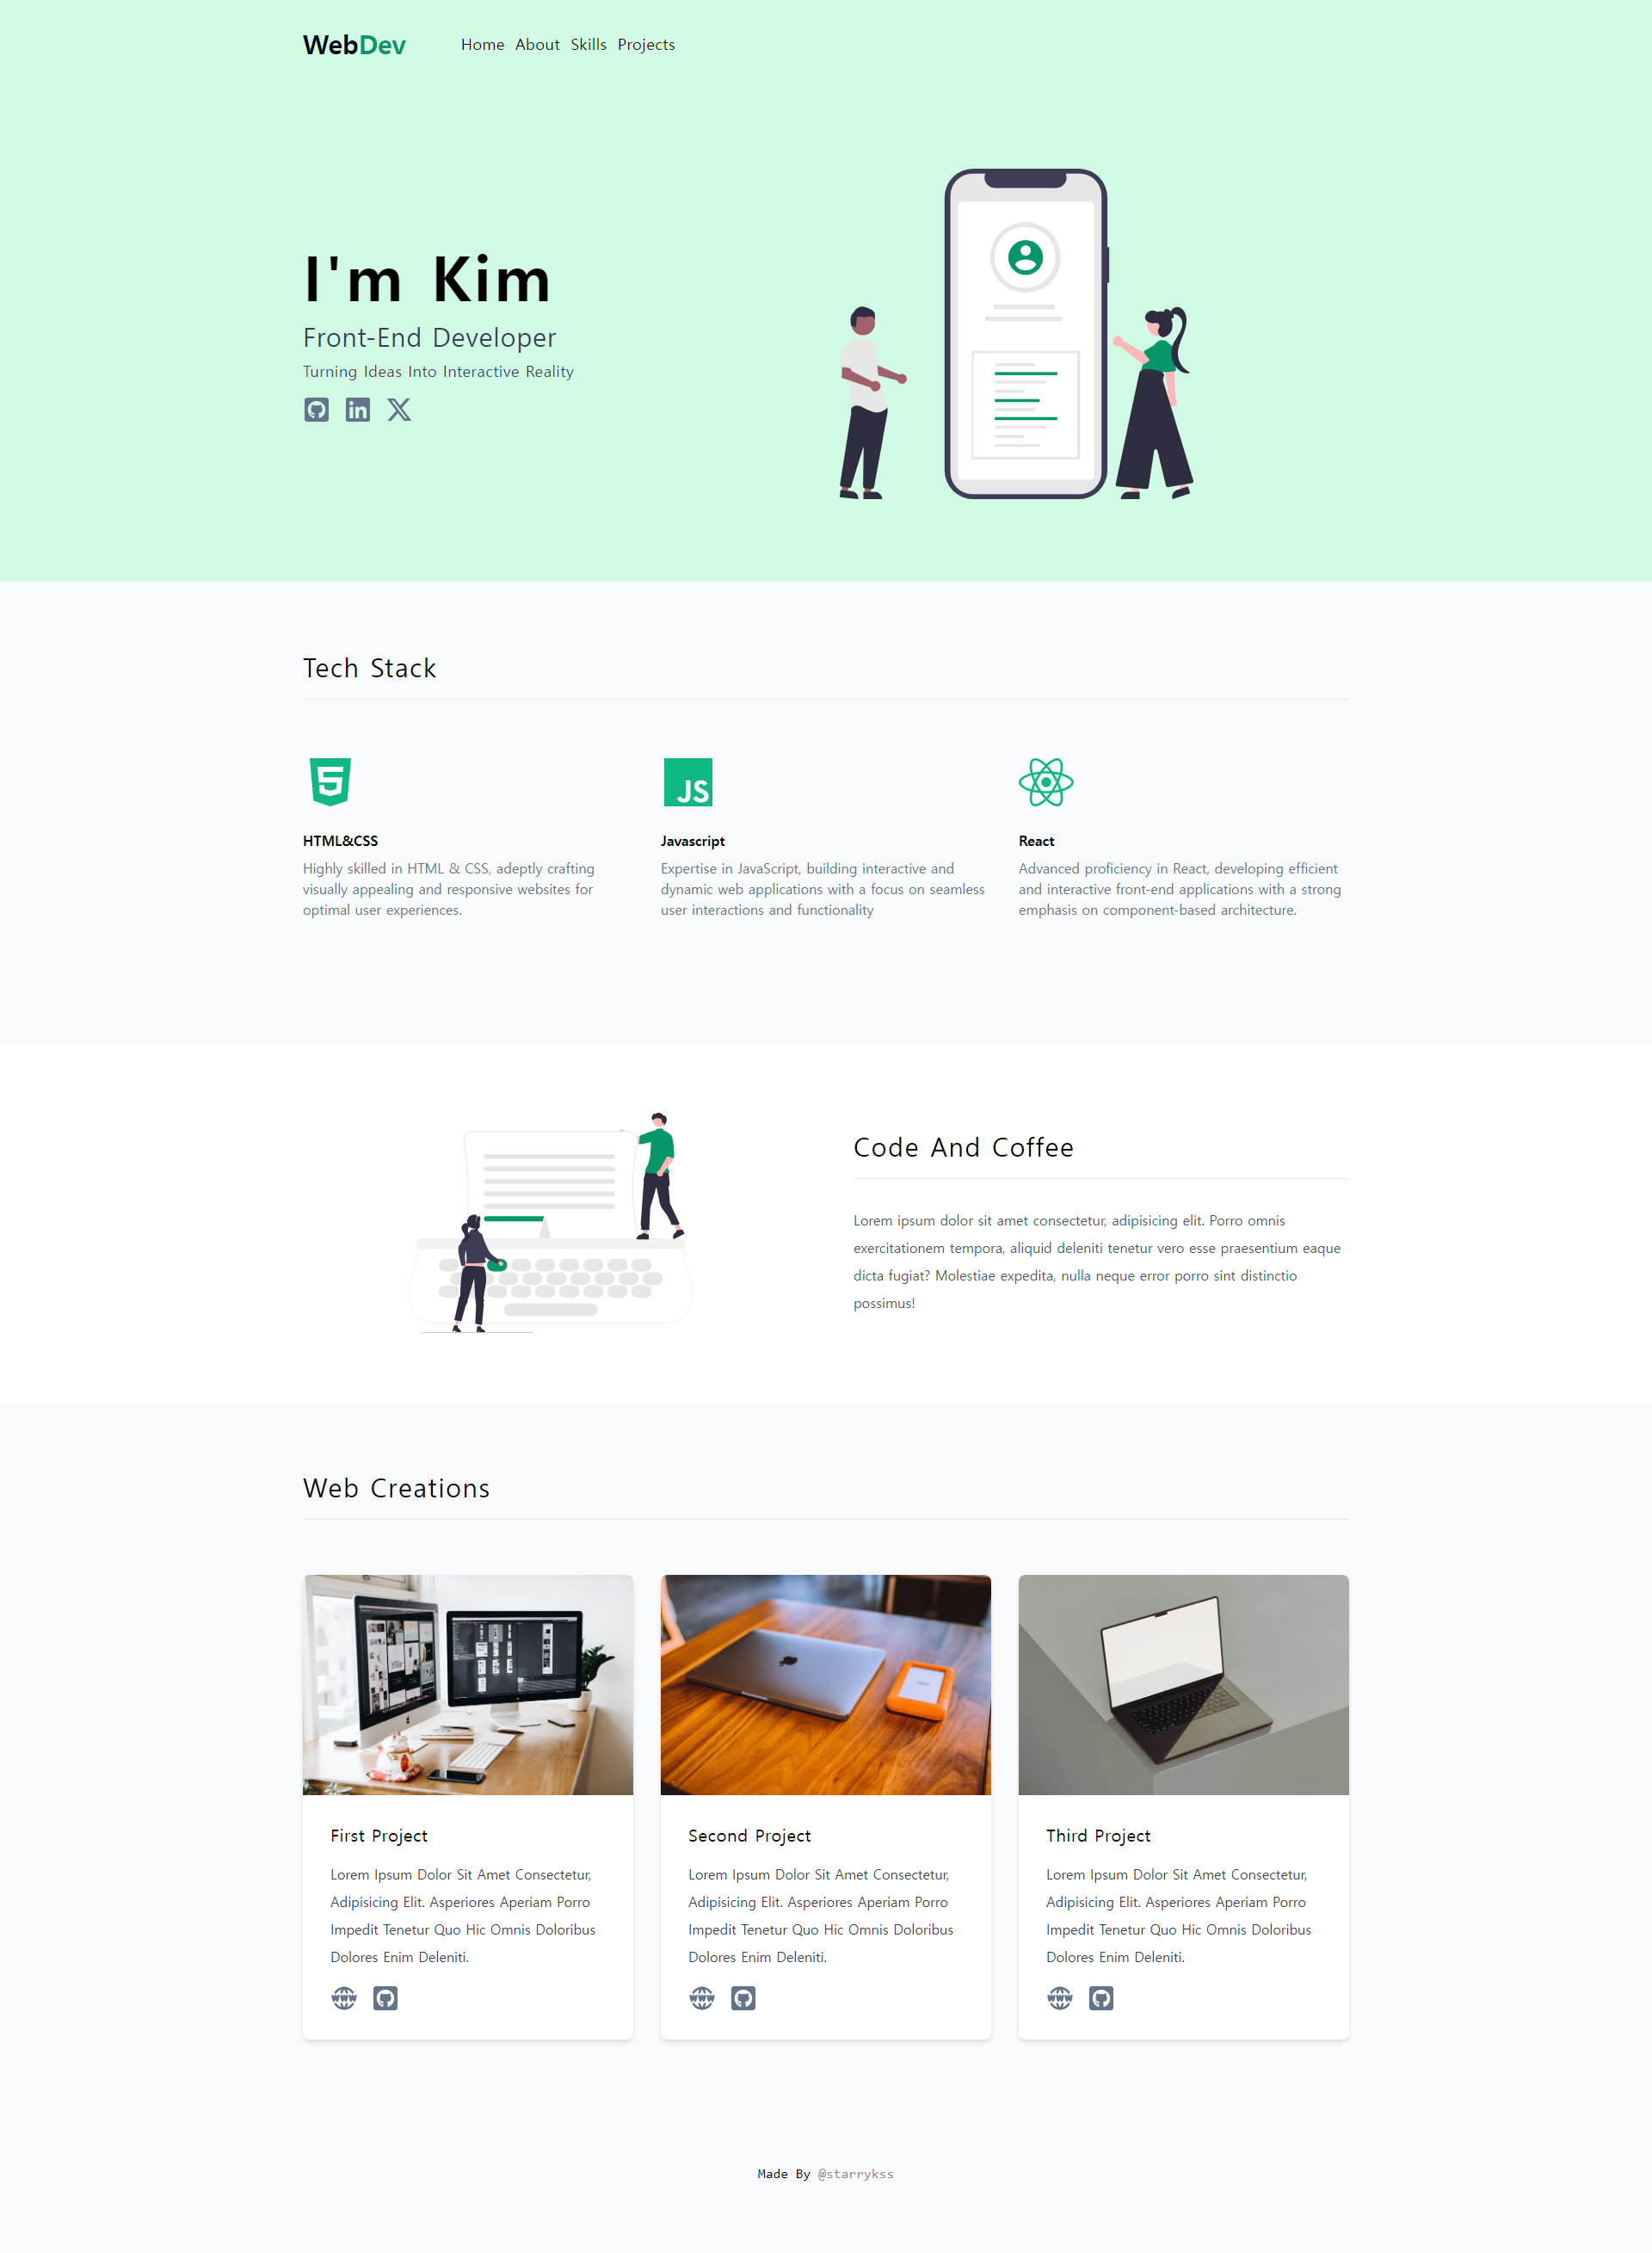 WebDev
Home About Skills Projects
I'm Kim
Front-End Developer
Turning Ideas Into Interactive Reality
in
Tech Stack
JS
HTML&CSS
Highly skilled in HTML & CSS, adeptly crafting
visually appealing and responsive websites for
optimal user experiences.
Javascript
Expertise in JavaScript, building interactive and
dynamic web applications with a focus on seamless
user interactions and functionality
React
Advanced proficiency in React, developing efficient
and interactive front-end applications with a strong
emphasis on component-based architecture.
Code And Coffee
Lorem ipsum dolor sit amet consectetur, adipisicing elit. Porro omnis
exercitationem tempora, aliquid deleniti tenetur vero esse praesentium eaque
dicta fugiat? Molestiae expedita, nulla neque error porro sint distinctio
possimus!
Web Creations
First Project
Lorem Ipsum Dolor Sit Amet Consectetur,
Adipisicing Elit. Asperiores Aperiam Porro
Impedit Tenetur Quo Hic Omnis Doloribus
Dolores Enim Deleniti.
WWW
Second Project
Lorem Ipsum Dolor Sit Amet Consectetur,
Adipisicing Elit. Asperiores Aperiam Porro
Impedit Tenetur Quo Hic Omnis Doloribus
Dolores Enim Deleniti.
WWW
Third Project
Lorem Ipsum Dolor Sit Amet Consectetur,
Adipisicing Elit. Asperiores Aperiam Porro
Impedit Tenetur Quo Hic Omnis Doloribus
Dolores Enim Deleniti.
WWW
Made By @starrykss